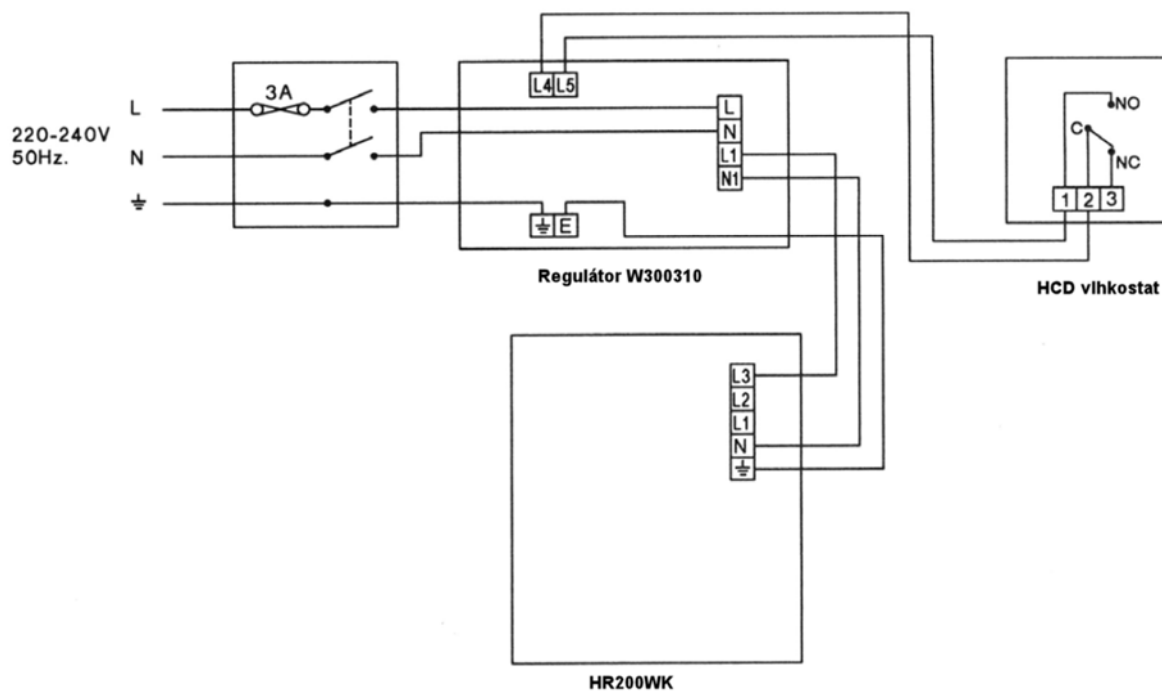 L4 L5
3A
L
L
NO
220-240V
50Hz.
N
N
C
L1
NC
N1
1 2 3
⏚
⏚ E
Regulátor W300310
HCD vlhkostat
L3
L2
L1
N
⏚
HR200WK